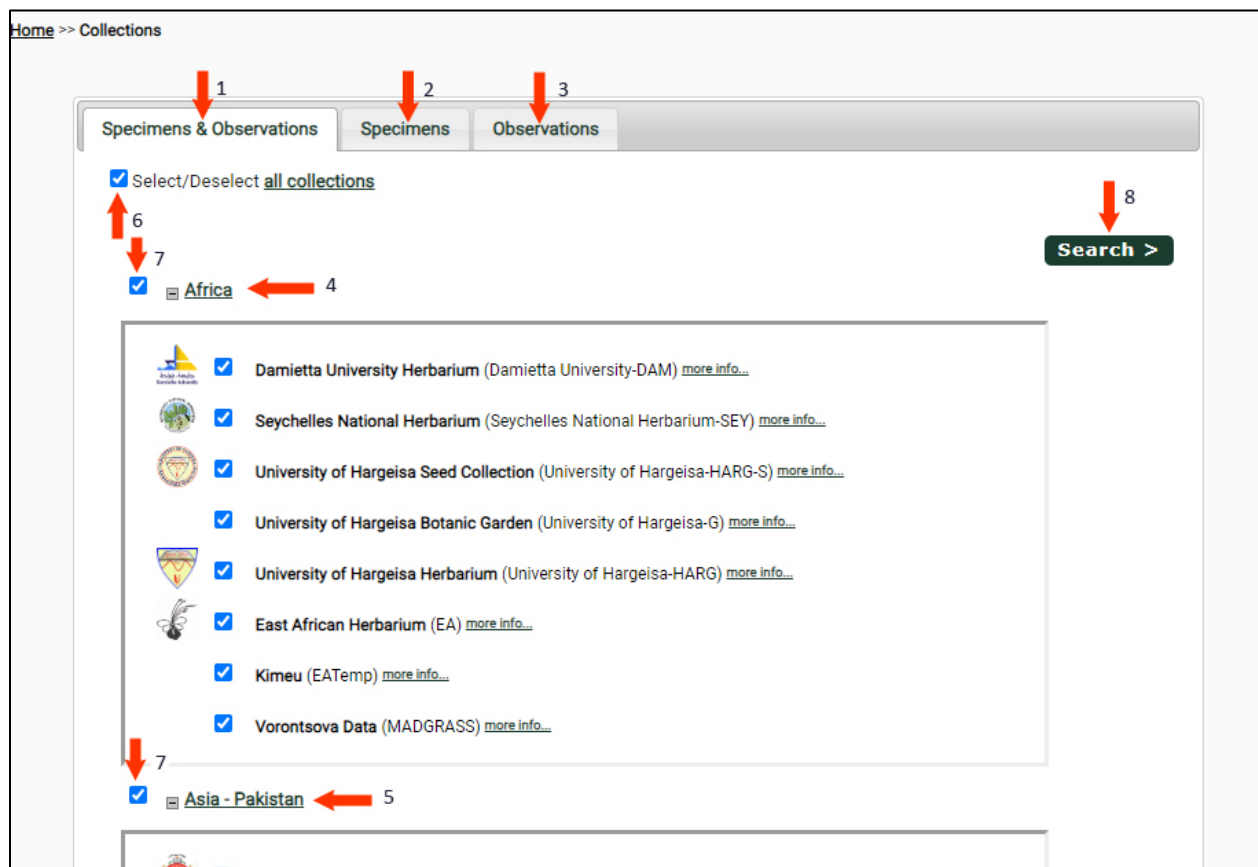 Home >> Collections
1
2
3
Specimens & Observations
Specimens
Observations
Select/Deselect all collections
6
8
Search >
7
Africa
4
Damietta University Herbarium (Damietta University-DAM) more info...
Seychelles National Herbarium (Seychelles National Herbarium-SEY) more info...
University of Hargeisa Seed Collection (University of Hargeisa-HARG-S) more info...
University of Hargeisa Botanic Garden (University of Hargeisa-G) more info...
University of Hargeisa Herbarium (University of Hargeisa-HARG) more info...
East African Herbarium (EA) more info...
Kimeu (EATemp) more info...
Vorontsova Data (MADGRASS) more info...
7
Asia - Pakistan
5